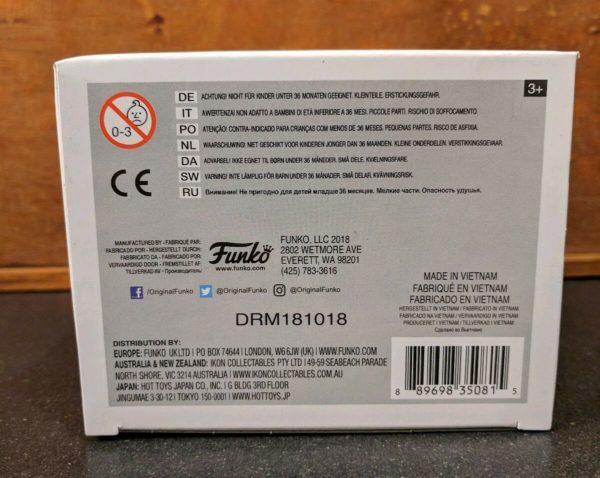 3+
0-3
DE ACHTUNG! NICHT FÜR KINDER UNTER 36 MONATEN GEEIGNET. KLEINTEILE. ERSTICKUNGSGEFAHR.
IT AVVERTENZA! NON ADATTO A BAMBINI DI ETÀ INFERIORE A 36 MESI. PICCOLE PARTI. RISCHIO DI SOFFOCAMENTO.
PO ATENÇÃO! CONTRA-INDICADO PARA CRIANÇAS COM MENOS DE 36 MESES. PEQUENAS PARTES. RISCO DE ASFIGA.
NL WAARSCHUWING! NIET GESCHIKT VOOR KINDEREN JONGER DAN 36 MAANDEN. KLEINE ONDERDELEN. VERSTIKKINGSGEVAAR.
DA ADVARSEL! IKKE EGNET TIL BØRN UNDER 36 MÅNEDER. SMÅ DELE. KVÆLNINGSFARE.
SW VARNING! INTE LÄMPLIG FÖR BARN UNDER 36 MÅNADER. SMÅ DELAR. KVÄVNINGSRISK.
RU Внимание! Не пригодно для детей младше 36 месяцев. Мелкие части. Опасность удушья.
CE
MANUFACTURED BY • FABRIQUÉ PAR:
FABRICADO POR • HERGESTELLT DURCH:
FABBRICATO DA • FABRICADO POR:
VERVAARDIGD DOOR • FREMSTILLET AF:
TILLVERKAD AV • Производитель:
Funko
www.funko.com
FUNKO, LLC 2018
2802 WETMORE AVE
EVERETT, WA 98201
(425) 783-3616
/OriginalFunko @OriginalFunko @OriginalFunko
DRM181018
MADE IN VIETNAM
FABRIQUÉ EN VIETNAM
FABRICADO EN VIETNAM
HERGESTELLT IN VIETNAM / FABBRICATO IN VIETNAM
FABRICADO NA VIETNAM / VERVAARDIGD IN VIETNAM
PRODUCERET I VIETNAM / TILLVERKAD I VIETNAM
Сделано во Вьетнаме
DISTRIBUTION BY:
EUROPE: FUNKO UK LTD | PO BOX 74644 | LONDON, W6 6JW (UK) | WWW.FUNKO.COM
AUSTRALIA & NEW ZEALAND: IKON COLLECTABLES PTY LTD | 49-59 SEABEACH PARADE
NORTH SHORE, VIC 3214 AUSTRALIA | WWW.IKONCOLLECTABLES.COM.AU
JAPAN: HOT TOYS JAPAN CO., INC. | G BLDG 3RD FLOOR
JINGUMAE 3-30-12 | TOKYO 150-0001 | WWW.HOTTOYS.JP
8 89698 35081 5